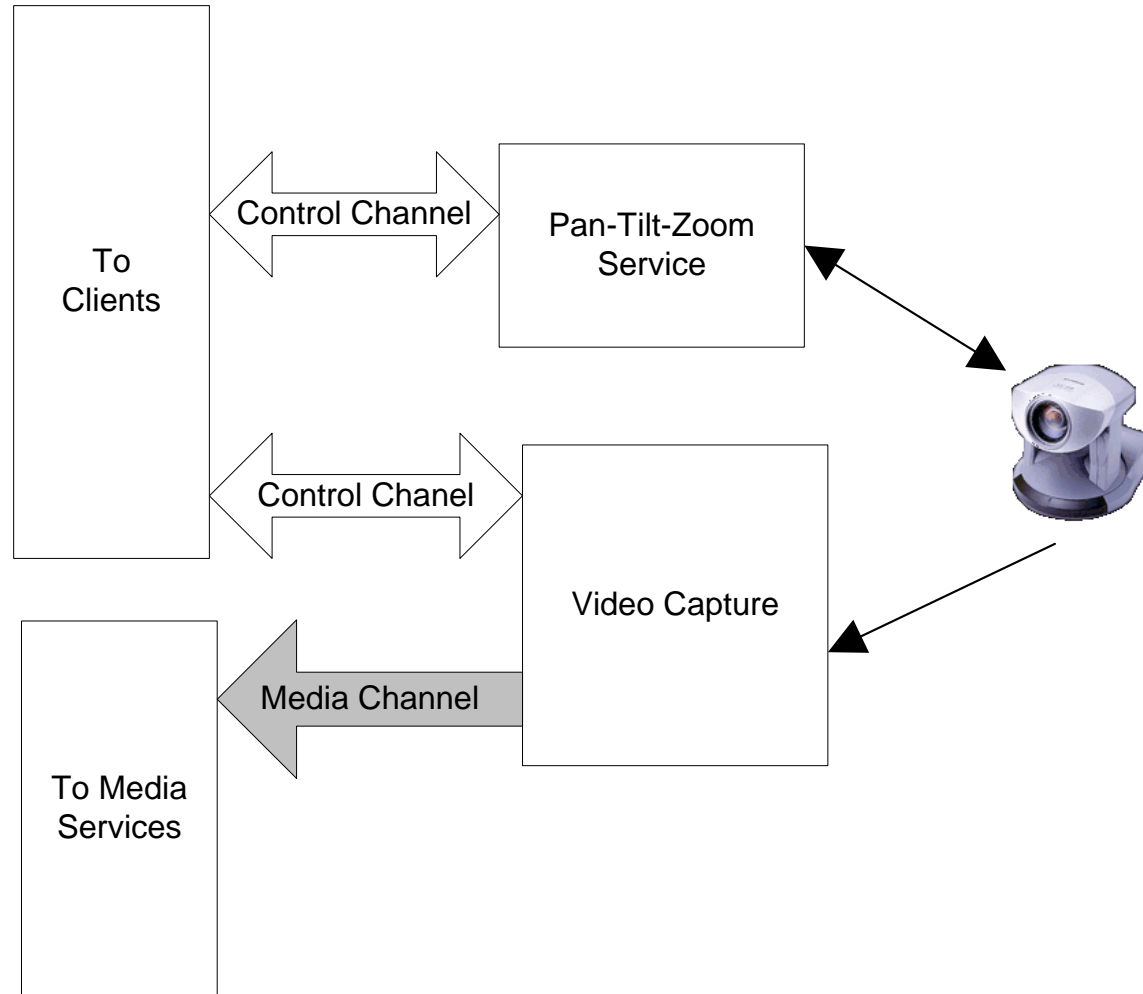 Control Channel
Pan-Tilt-Zoom
Service
To
Clients
Control Chanel
Video Capture
Media Channel
To Media
Services